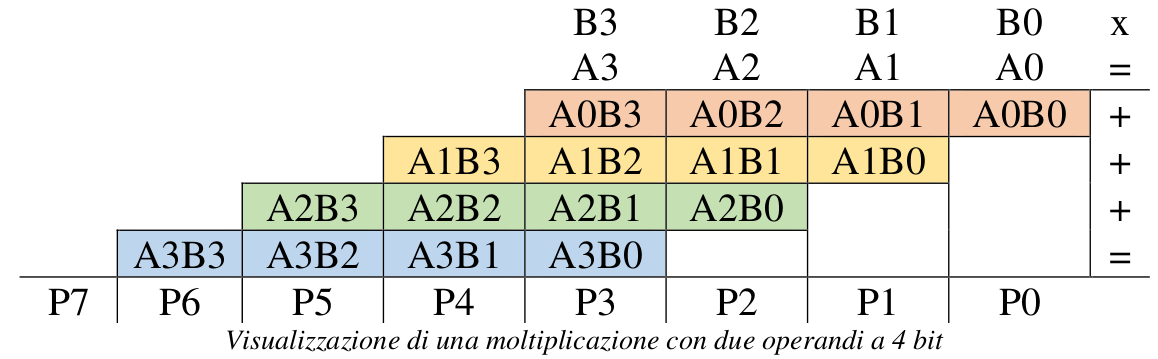 B3 B2 B1 B0 x
A3 A2 A1 A0 =
A0B3 A0B2 A0B1 A0B0 +
A1B3 A1B2 A1B1 A1B0 +
A2B3 A2B2 A2B1 A2B0 +
A3B3 A3B2 A3B1 A3B0 =
P7 P6 P5 P4 P3 P2 P1 P0
Visualizzazione di una moltiplicazione con due operandi a 4 bit